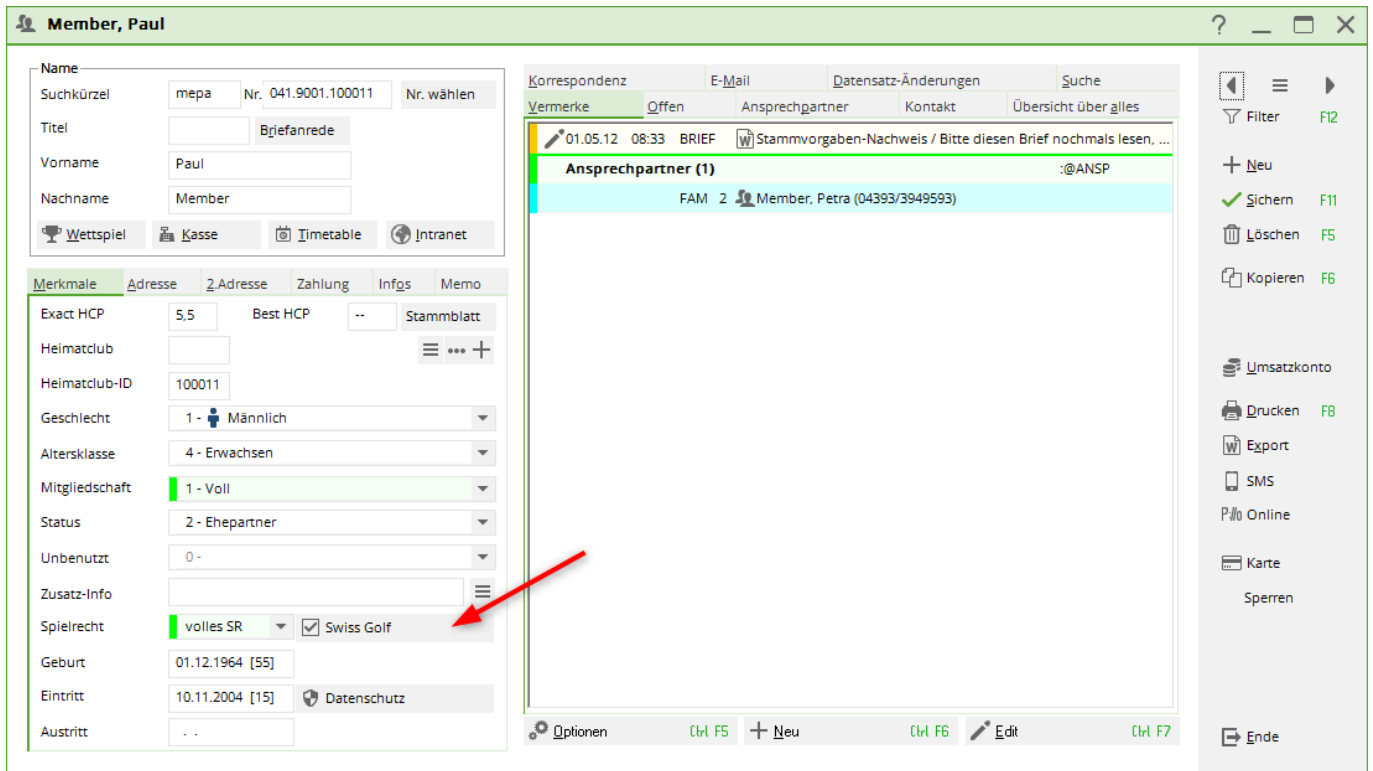 Member, Paul
Name
Suchkürzel mepa Nr. 041.9001.100011 Nr. wählen
Titel Briefanrede
Vorname Paul
Nachname Member
Wettspiel Kasse Timetable Intranet
Merkmale Adresse 2.Adresse Zahlung Infos Memo
Exact HCP 5,5 Best HCP -- Stammblatt
Heimatclub
Heimatclub-ID 100011
Geschlecht 1 - Männlich
Altersklasse 4 - Erwachsen
Mitgliedschaft 1 - Voll
Status 2 - Ehepartner
Unbenutzt 0 -
Zusatz-Info
Spielrecht volles SR Swiss Golf
Geburt 01.12.1964 [55]
Eintritt 10.11.2004 [15] Datenschutz
Austritt . .
Korrespondenz E-Mail Datensatz-Änderungen Suche
Vermerke Offen Ansprechpartner Kontakt Übersicht über alles
01.05.12 08:33 BRIEF Stammvorgaben-Nachweis / Bitte diesen Brief nochmals lesen, ...
Ansprechpartner (1) :@ANSP
FAM 2 Member, Petra (04393/3949593)
Optionen Ctrl F5 Neu Ctrl F6 Edit Ctrl F7
Filter F12
Neu
Sichern F11
Löschen F5
Kopieren F6
Umsatzkonto
Drucken F8
Export
SMS
Online
Karte
Sperren
Ende